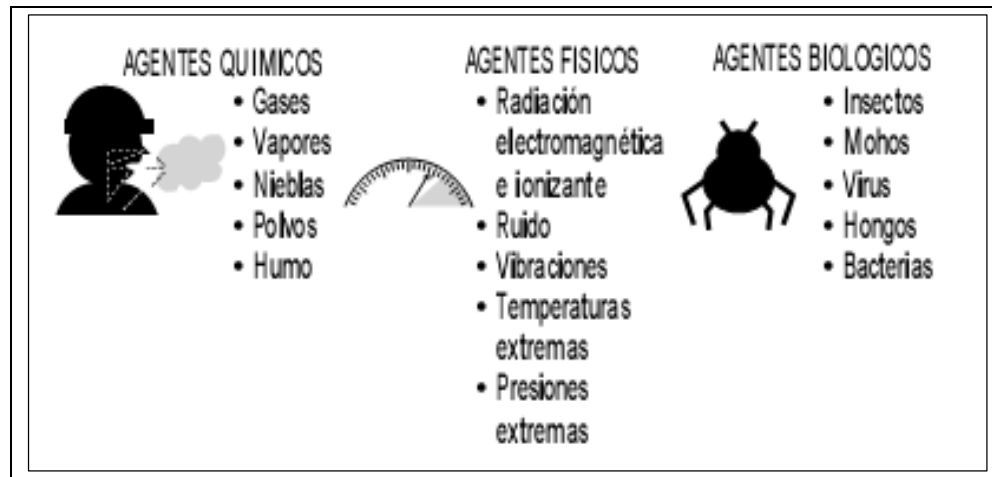 AGENTES QUIMICOS
• Gases
• Vapores
• Nieblas
• Polvos
• Humo
AGENTES FISICOS
• Radiación
electromagnética
e ionizante
• Ruido
• Vibraciones
• Temperaturas
extremas
• Presiones
extremas
AGENTES BIOLOGICOS
• Insectos
• Mohos
• Virus
• Hongos
• Bacterias